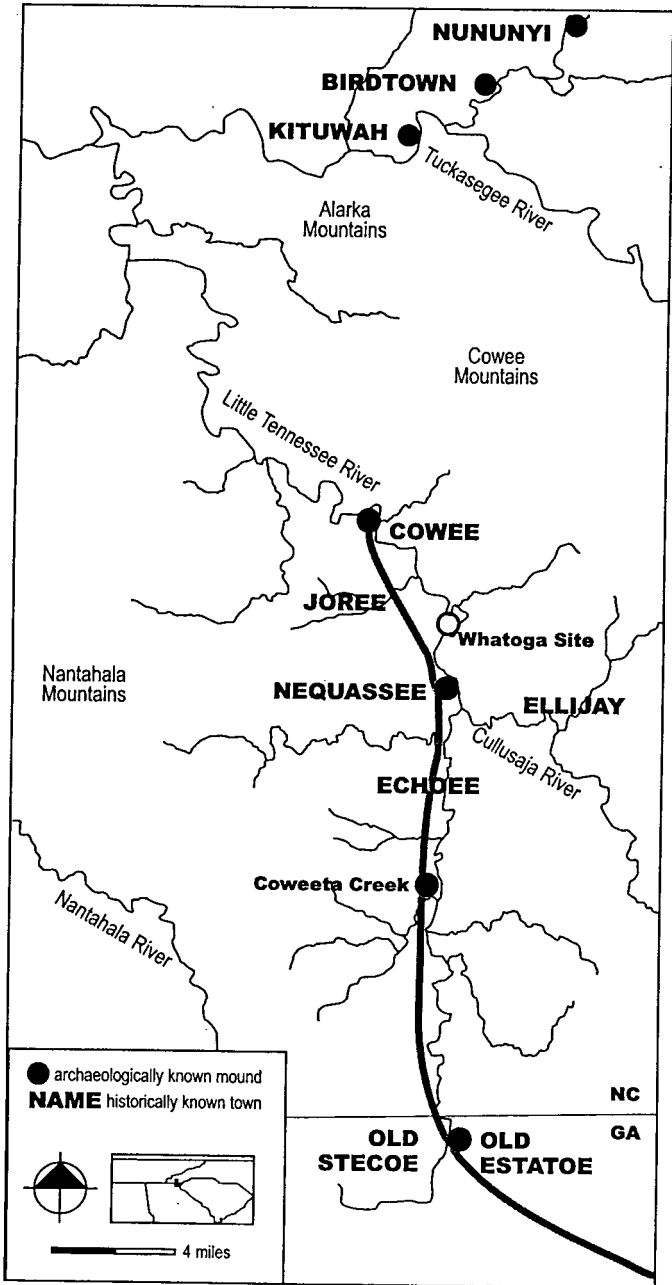 NUNUNYI
BIRDTOWN
KITUWAH
Tuckasegee River
Alarka
Mountains
Cowee
Mountains
Little Tennessee River
COWEE
JOREE
Whatoga Site
Nantahala
Mountains
NEQUASSEE
ELLIJAY
Cullusaja River
ECHOEE
Coweeta Creek
Nantahala River
archaeologically known mound
NAME historically known town
NC
GA
OLD
STECOE
OLD
ESTATOE
4 miles